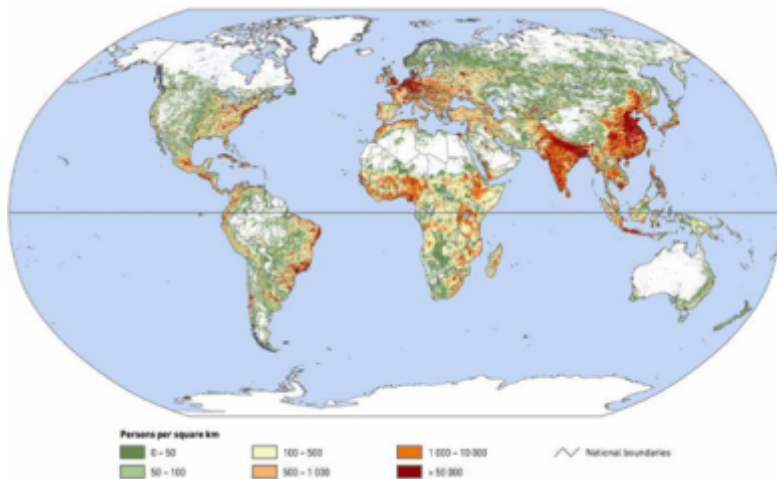 Persons per square km
0 – 50
100 – 500
1 000 – 10 000
National boundaries
50 – 100
500 – 1 000
> 50 000